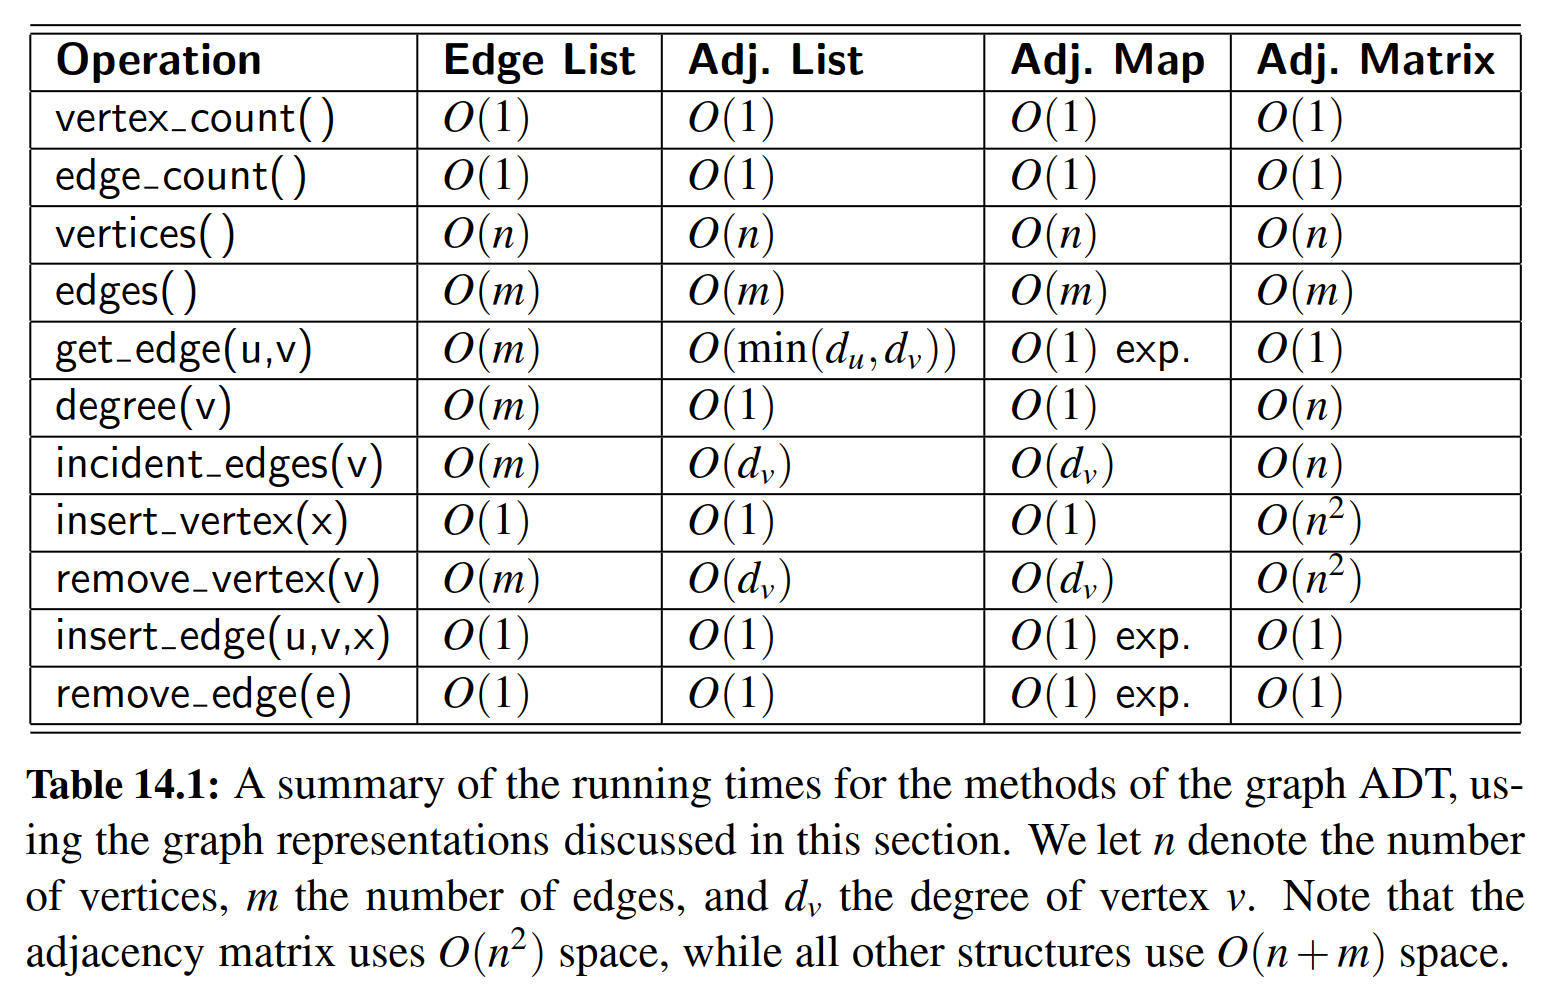 Operation Edge List Adj. List Adj. Map Adj. Matrix
vertex_count() O(1) O(1) O(1) O(1)
edge_count() O(1) O(1) O(1) O(1)
vertices() O(n) O(n) O(n) O(n)
edges() O(m) O(m) O(m) O(m)
get_edge(u,v) O(m) O(min(d_u,d_v)) O(1) exp. O(1)
degree(v) O(m) O(1) O(1) O(n)
incident_edges(v) O(m) O(d_v) O(d_v) O(n)
insert_vertex(x) O(1) O(1) O(1) O(n²)
remove_vertex(v) O(m) O(d_v) O(d_v) O(n²)
insert_edge(u,v,x) O(1) O(1) O(1) exp. O(1)
remove_edge(e) O(1) O(1) O(1) exp. O(1)
Table 14.1: A summary of the running times for the methods of the graph ADT, us-
ing the graph representations discussed in this section. We let n denote the number
of vertices, m the number of edges, and d_v the degree of vertex v. Note that the
adjacency matrix uses O(n²) space, while all other structures use O(n+m) space.